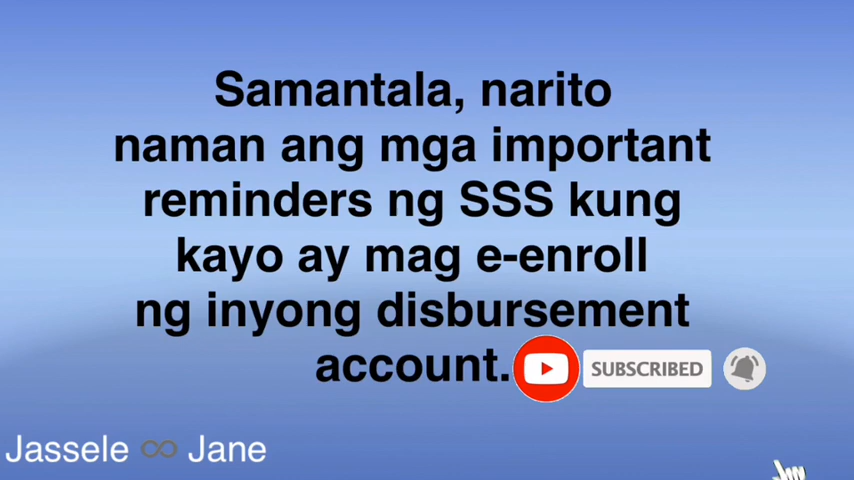 Samantala, narito
naman ang mga important
reminders ng SSS kung
kayo ay mag e-enroll
ng inyong disbursement
account.
SUBSCRIBED
Jassele ∞ Jane